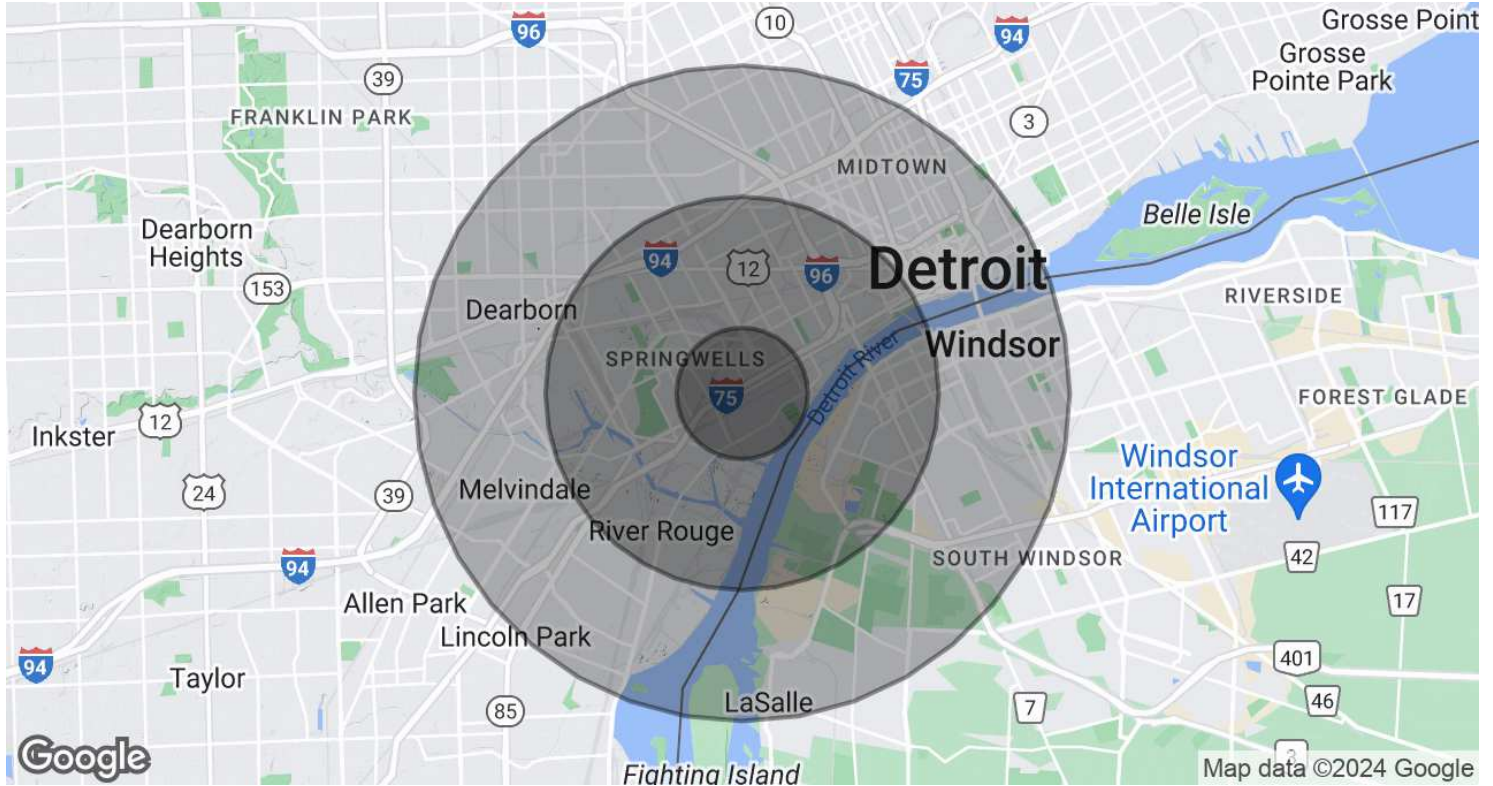 96
10
94
Grosse Point
39
75
Grosse
Pointe Park
FRANKLIN PARK
3
MIDTOWN
Belle Isle
Dearborn
Heights
94
12
96
Detroit
153
RIVERSIDE
Dearborn
SPRINGWELLS
Detroit River
Windsor
75
FOREST GLADE
12
Inkster
Windsor
International
Airport
24
39
Melvindale
117
River Rouge
SOUTH WINDSOR
42
94
Allen Park
17
Lincoln Park
94
Taylor
401
46
85
LaSalle
7
3
Google
Fighting Island
Map data ©2024 Google